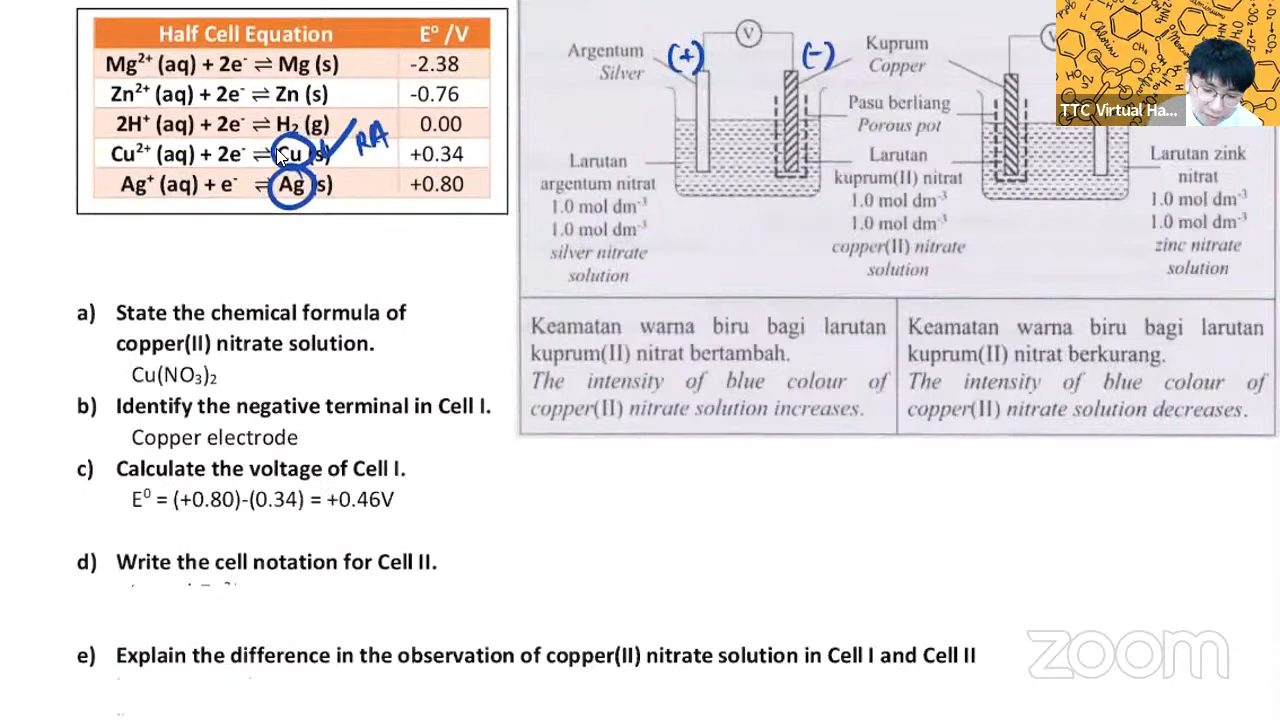 Half Cell Equation E⁰ /V
Mg²⁺ (aq) + 2e⁻ ⇌ Mg (s) -2.38
Zn²⁺ (aq) + 2e⁻ ⇌ Zn (s) -0.76
2H⁺ (aq) + 2e⁻ ⇌ H₂ (g) 0.00
Cu²⁺ (aq) + 2e⁻ ⇌ Cu (s) +0.34
Ag⁺ (aq) + e⁻ ⇌ Ag (s) +0.80
RA
a) State the chemical formula of
copper(II) nitrate solution.
Cu(NO₃)₂
b) Identify the negative terminal in Cell I.
Copper electrode
c) Calculate the voltage of Cell I.
E⁰ = (+0.80)-(0.34) = +0.46V
d) Write the cell notation for Cell II.
e) Explain the difference in the observation of copper(II) nitrate solution in Cell I and Cell II
V
(+)
(-)
Argentum
Silver
Kuprum
Copper
Pasu berliang
Porous pot
Larutan
argentum nitrat
1.0 mol dm⁻³
1.0 mol dm⁻³
silver nitrate
solution
Larutan
kuprum(II) nitrat
1.0 mol dm⁻³
1.0 mol dm⁻³
copper(II) nitrate
solution
Larutan zink
nitrat
1.0 mol dm⁻³
1.0 mol dm⁻³
zinc nitrate
solution
Keamatan warna biru bagi larutan
kuprum(II) nitrat bertambah.
The intensity of blue colour of
copper(II) nitrate solution increases.
Keamatan warna biru bagi larutan
kuprum(II) nitrat berkurang.
The intensity of blue colour of
copper(II) nitrate solution decreases.
TTC Virtual Ha...
zoom